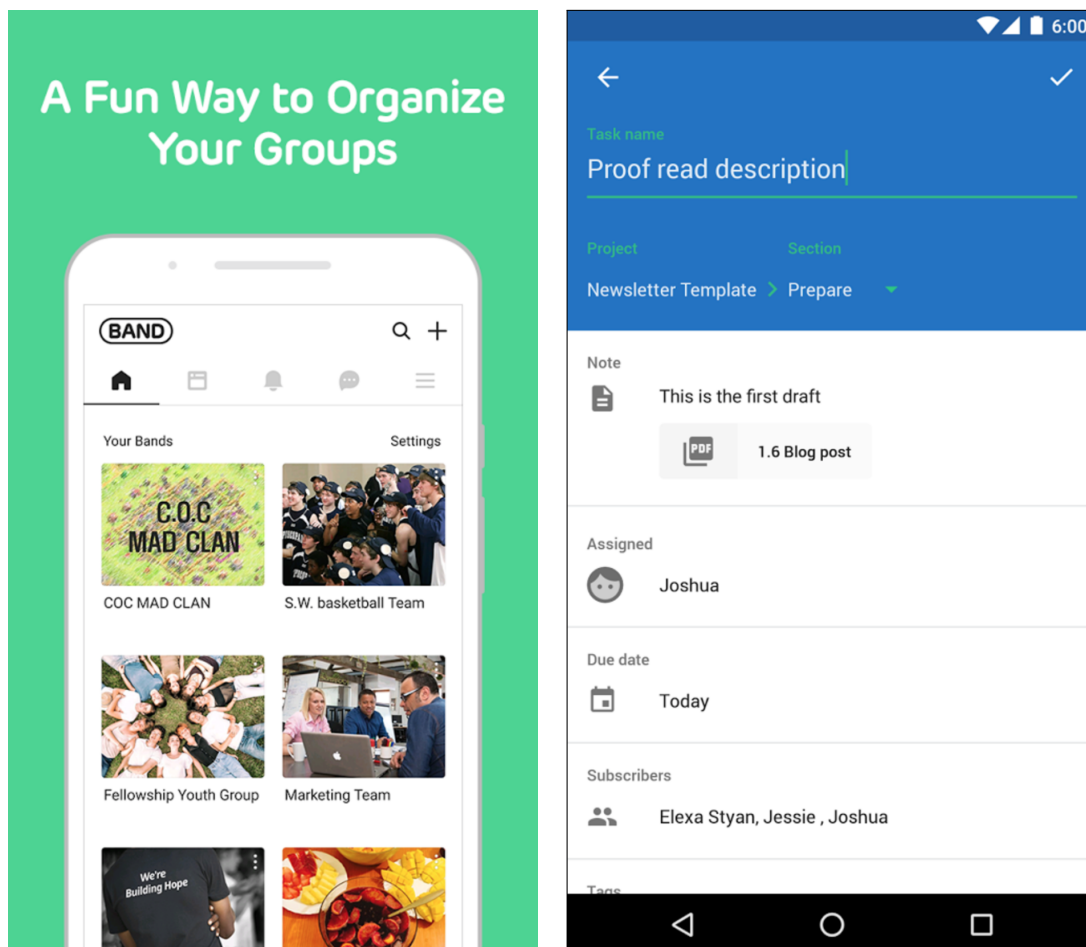 A Fun Way to Organize
Your Groups
BAND
Your Bands Settings
C.O.C
MAD CLAN
COC MAD CLAN S.W. basketball Team
Fellowship Youth Group Marketing Team
We're
Building Hope
6:00
Task name
Proof read description
Project Section
Newsletter Template > Prepare
Note
This is the first draft
PDF 1.6 Blog post
Assigned
Joshua
Due date
Today
Subscribers
Elexa Styan, Jessie , Joshua
Tags